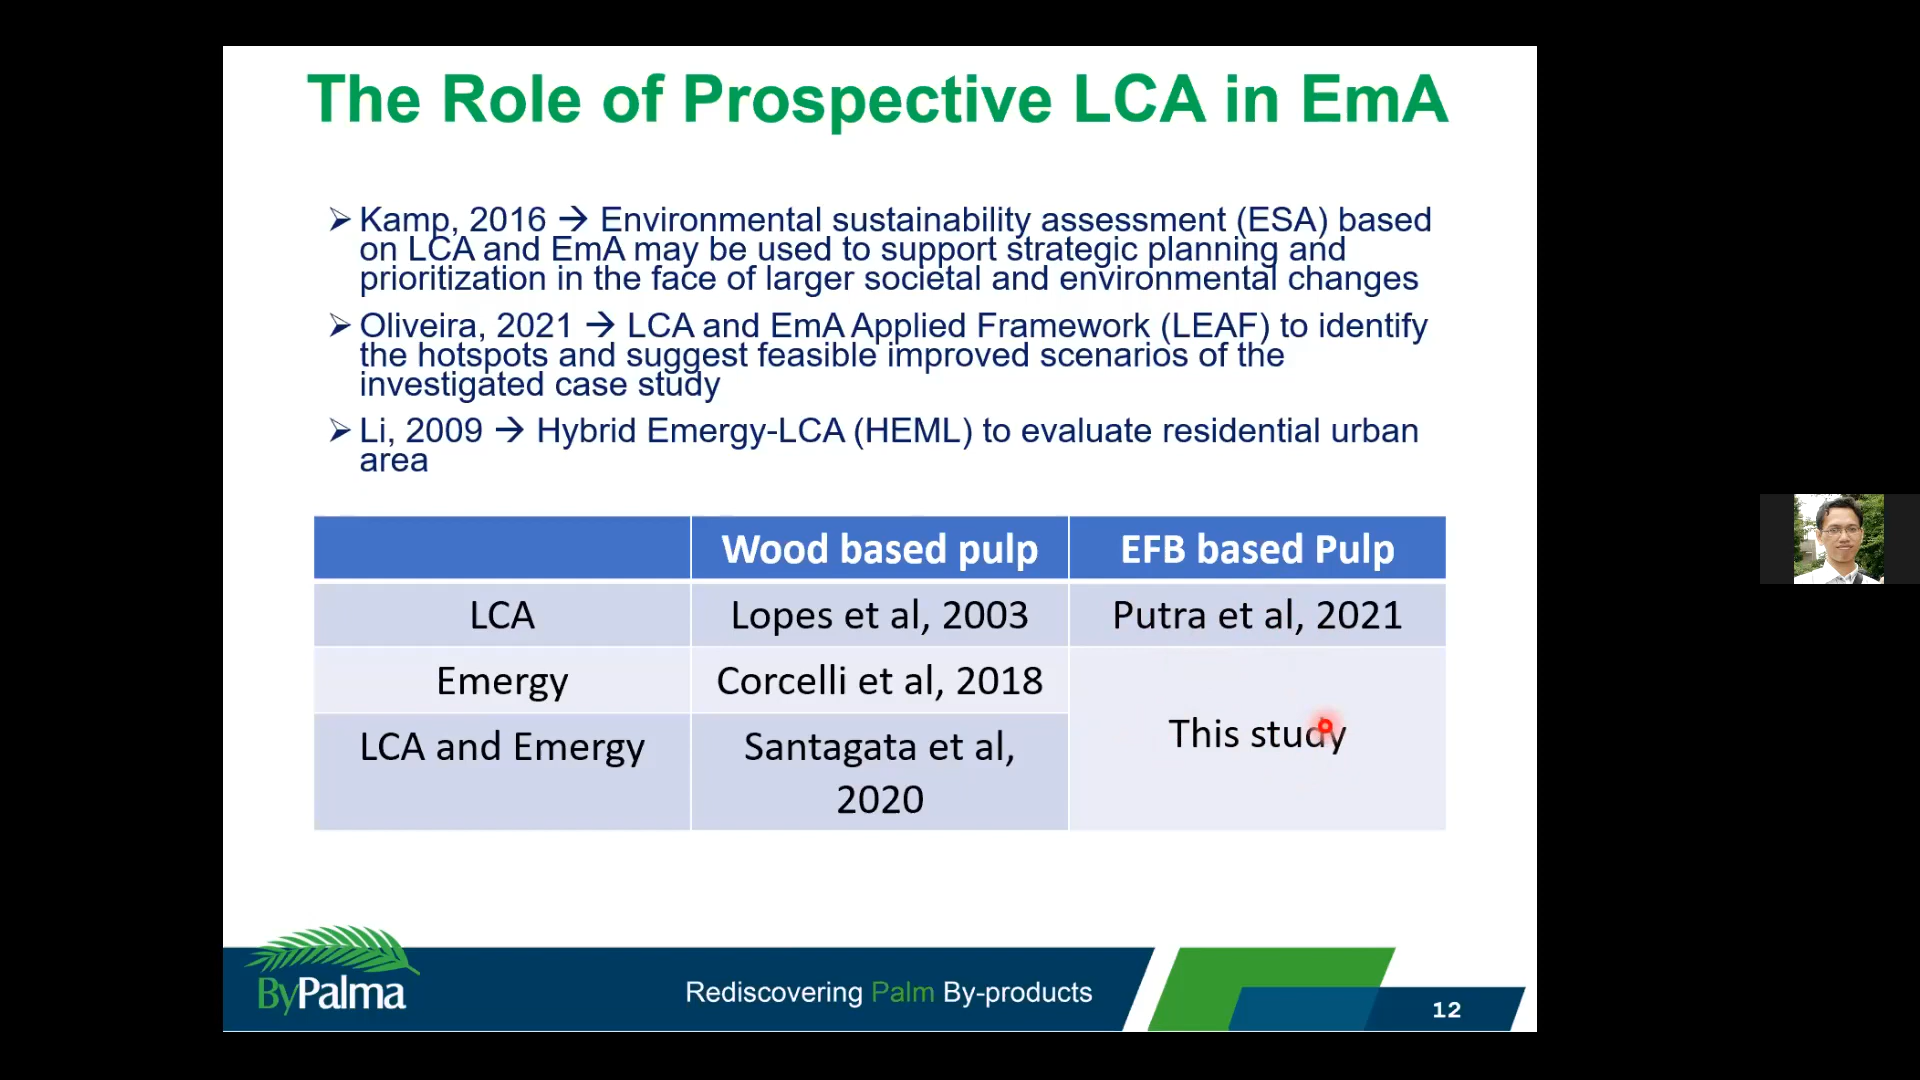 The Role of Prospective LCA in EmA
➢ Kamp, 2016 → Environmental sustainability assessment (ESA) based
on LCA and EmA may be used to support strategic planning and
prioritization in the face of larger societal and environmental changes
➢ Oliveira, 2021 → LCA and EmA Applied Framework (LEAF) to identify
the hotspots and suggest feasible improved scenarios of the
investigated case study
➢ Li, 2009 → Hybrid Emergy-LCA (HEML) to evaluate residential urban
area
Wood based pulp
EFB based Pulp
LCA
Lopes et al, 2003
Putra et al, 2021
Emergy
Corcelli et al, 2018
This study
LCA and Emergy
Santagata et al,
2020
ByPalma
Rediscovering Palm By-products
12